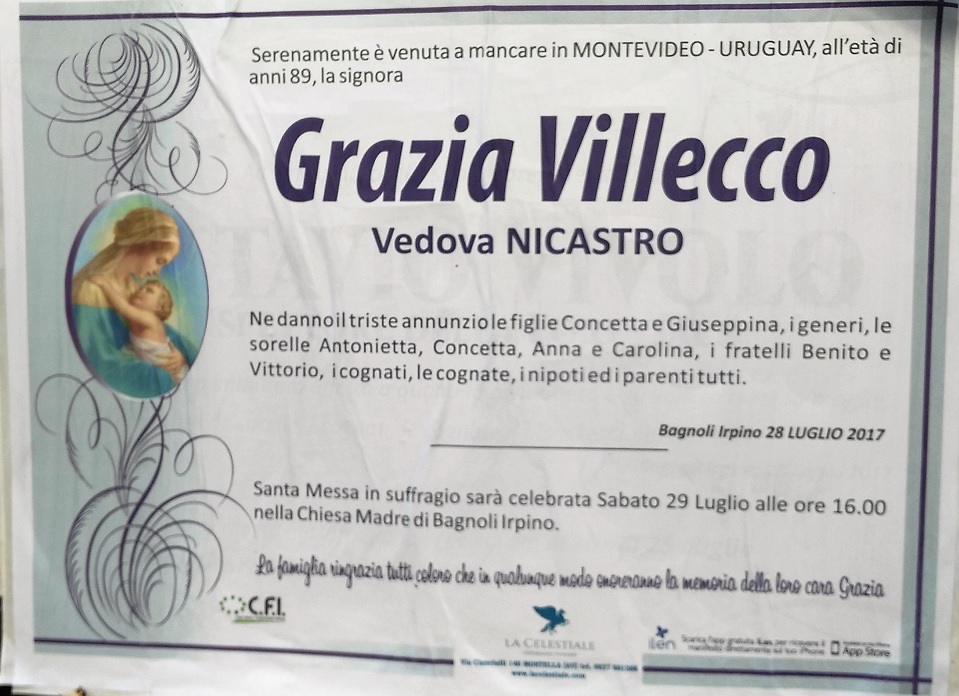 Serenamente è venuta a mancare in MONTEVIDEO - URUGUAY, all'età di
anni 89, la signora
Grazia Villecco
Vedova NICASTRO
Ne danno il triste annunzio le figlie Concetta e Giuseppina, i generi, le
sorelle Antonietta, Concetta, Anna e Carolina, i fratelli Benito e
Vittorio, i cognati, le cognate, i nipoti ed i parenti tutti.
Bagnoli Irpino 28 LUGLIO 2017
Santa Messa in suffragio sarà celebrata Sabato 29 Luglio alle ore 16.00
nella Chiesa Madre di Bagnoli Irpino.
La famiglia ringrazia tutti coloro che in qualunque modo onoreranno la memoria della loro cara Grazia
C.F.I.
LA CELESTIALE
App Store